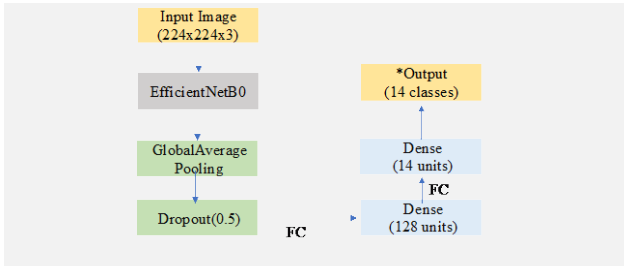 Input Image
(224x224x3)
EfficientNetB0
GlobalAverage
Pooling
Dropout(0.5)
FC
Dense
(128 units)
FC
Dense
(14 units)
*Output
(14 classes)